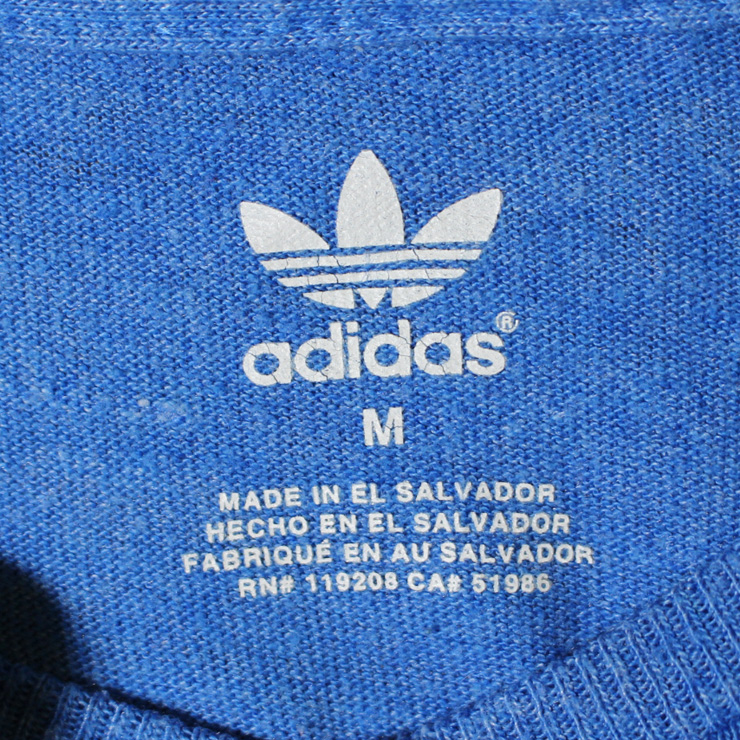 adidas®
M
MADE IN EL SALVADOR
HECHO EN EL SALVADOR
FABRIQUÉ EN AU SALVADOR
RN# 119208 CA# 51986